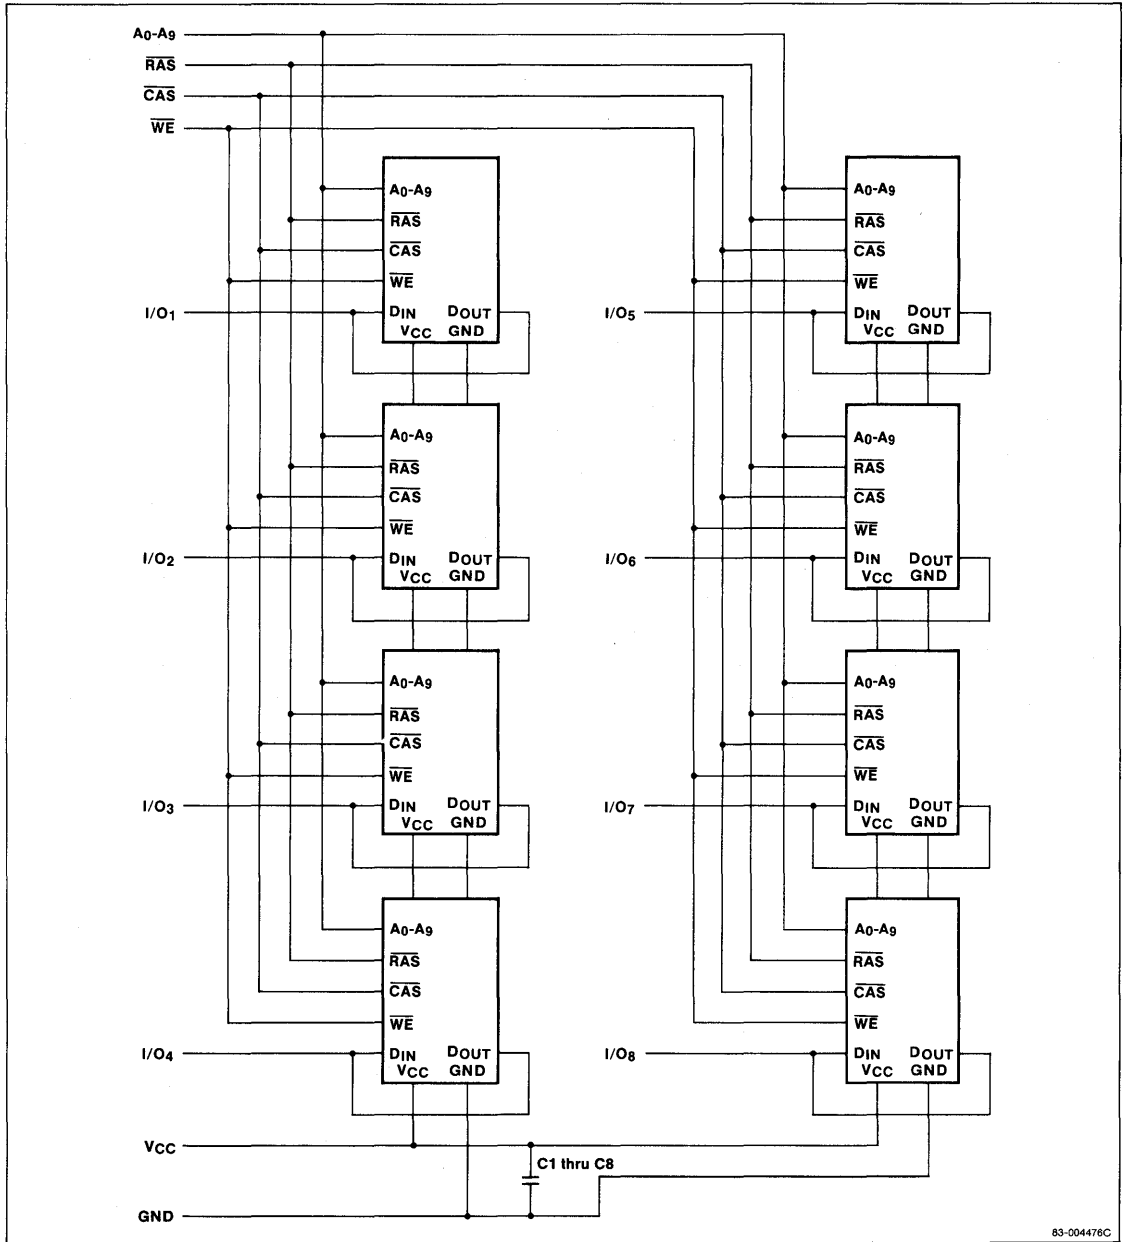 A0-A9
RAS
CAS
WE
A0-A9
RAS
CAS
WE
I/O1
DIN DOUT
VCC GND
A0-A9
RAS
CAS
WE
I/O5
DIN DOUT
VCC GND
A0-A9
RAS
CAS
WE
I/O2
DIN DOUT
VCC GND
A0-A9
RAS
CAS
WE
I/O6
DIN DOUT
VCC GND
A0-A9
RAS
CAS
WE
I/O3
DIN DOUT
VCC GND
A0-A9
RAS
CAS
WE
I/O7
DIN DOUT
VCC GND
A0-A9
RAS
CAS
WE
I/O4
DIN DOUT
VCC GND
A0-A9
RAS
CAS
WE
I/O8
DIN DOUT
VCC GND
VCC
C1 thru C8
GND
83-004476C